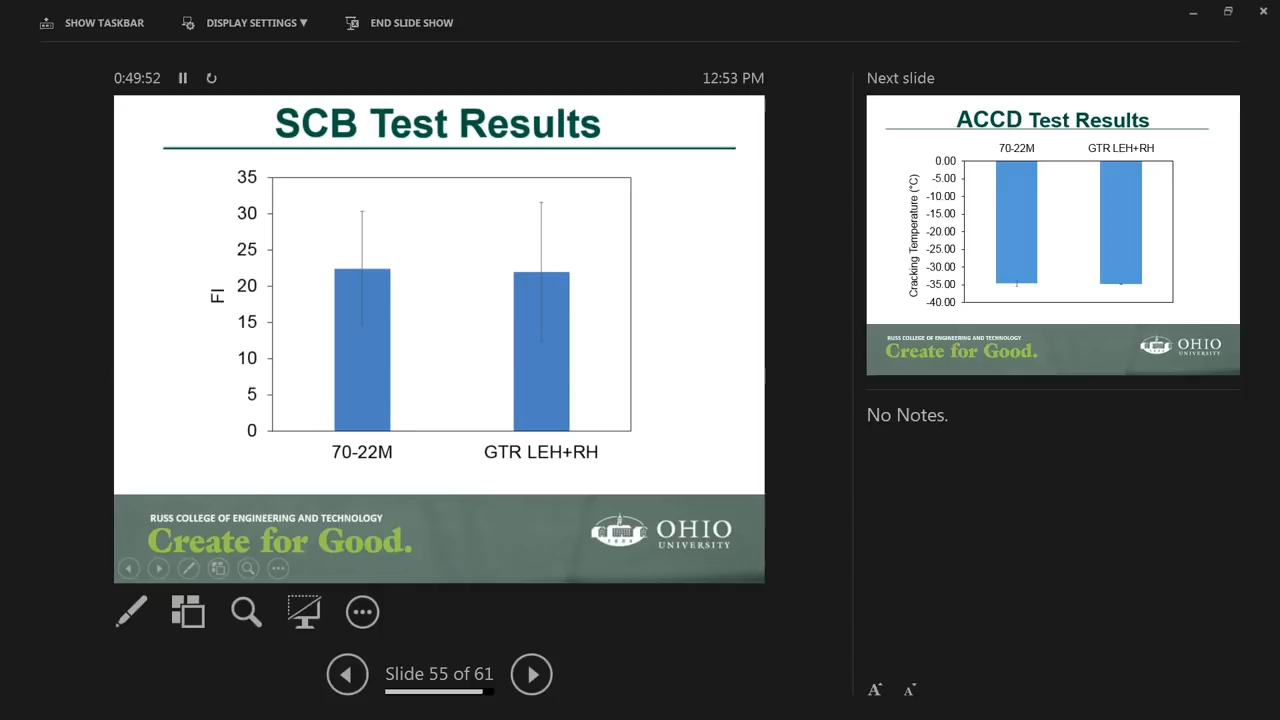 SHOW TASKBAR
DISPLAY SETTINGS ▼
END SLIDE SHOW
0:49:52
12:53 PM
SCB Test Results
35
30
25
20
15
10
5
0
FI
70-22M
GTR LEH+RH
RUSS COLLEGE OF ENGINEERING AND TECHNOLOGY
Create for Good.
OHIO
UNIVERSITY
Slide 55 of 61
Next slide
ACCD Test Results
70-22M
GTR LEH+RH
0.00
-5.00
-10.00
-15.00
-20.00
-25.00
-30.00
-35.00
-40.00
Cracking Temperature (°C)
RUSS COLLEGE OF ENGINEERING AND TECHNOLOGY
Create for Good.
OHIO
UNIVERSITY
No Notes.
A
A